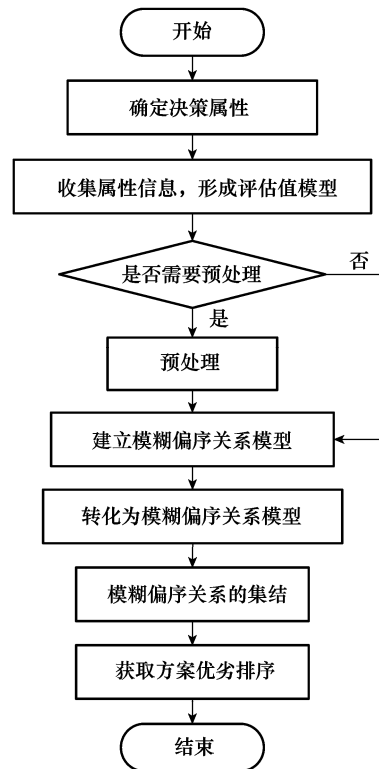 开始
确定决策属性
收集属性信息，形成评估值模型
是否需要预处理
否
是
预处理
建立模糊偏序关系模型
转化为模糊偏序关系模型
模糊偏序关系的集结
获取方案优劣排序
结束